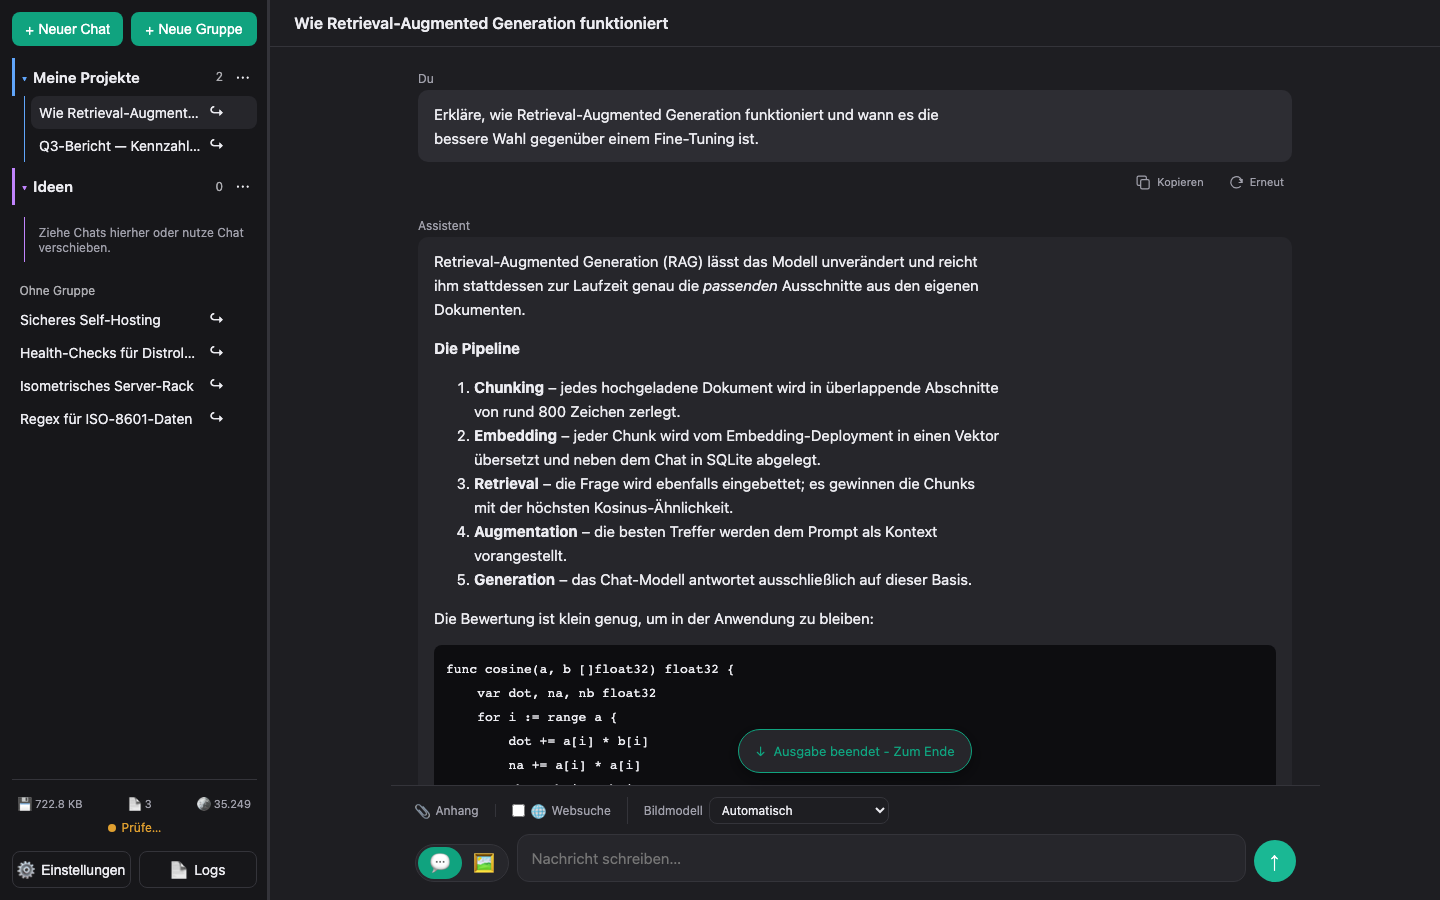 + Neuer Chat
+ Neue Gruppe
Meine Projekte 2 ...
Wie Retrieval-Augment...
Q3-Bericht — Kennzahl...
Ideen 0 ...
Ziehe Chats hierher oder nutze Chat
verschieben.
Ohne Gruppe
Sicheres Self-Hosting
Health-Checks für Distrol...
Isometrisches Server-Rack
Regex für ISO-8601-Daten
722.8 KB
3
35.249
Prüfe...
Einstellungen
Logs
Wie Retrieval-Augmented Generation funktioniert
Du
Erkläre, wie Retrieval-Augmented Generation funktioniert und wann es die
bessere Wahl gegenüber einem Fine-Tuning ist.
Kopieren
Erneut
Assistent
Retrieval-Augmented Generation (RAG) lässt das Modell unverändert und reicht
ihm stattdessen zur Laufzeit genau die passenden Ausschnitte aus den eigenen
Dokumenten.
Die Pipeline
1. Chunking – jedes hochgeladene Dokument wird in überlappende Abschnitte
von rund 800 Zeichen zerlegt.
2. Embedding – jeder Chunk wird vom Embedding-Deployment in einen Vektor
übersetzt und neben dem Chat in SQLite abgelegt.
3. Retrieval – die Frage wird ebenfalls eingebettet; es gewinnen die Chunks
mit der höchsten Kosinus-Ähnlichkeit.
4. Augmentation – die besten Treffer werden dem Prompt als Kontext
vorangestellt.
5. Generation – das Chat-Modell antwortet ausschließlich auf dieser Basis.
Die Bewertung ist klein genug, um in der Anwendung zu bleiben:
func cosine(a, b []float32) float32 {
var dot, na, nb float32
for i := range a {
dot += a[i] * b[i]
na += a[i] * a[i]
↓ Ausgabe beendet - Zum Ende
Anhang
Websuche
Bildmodell
Automatisch
Nachricht schreiben...